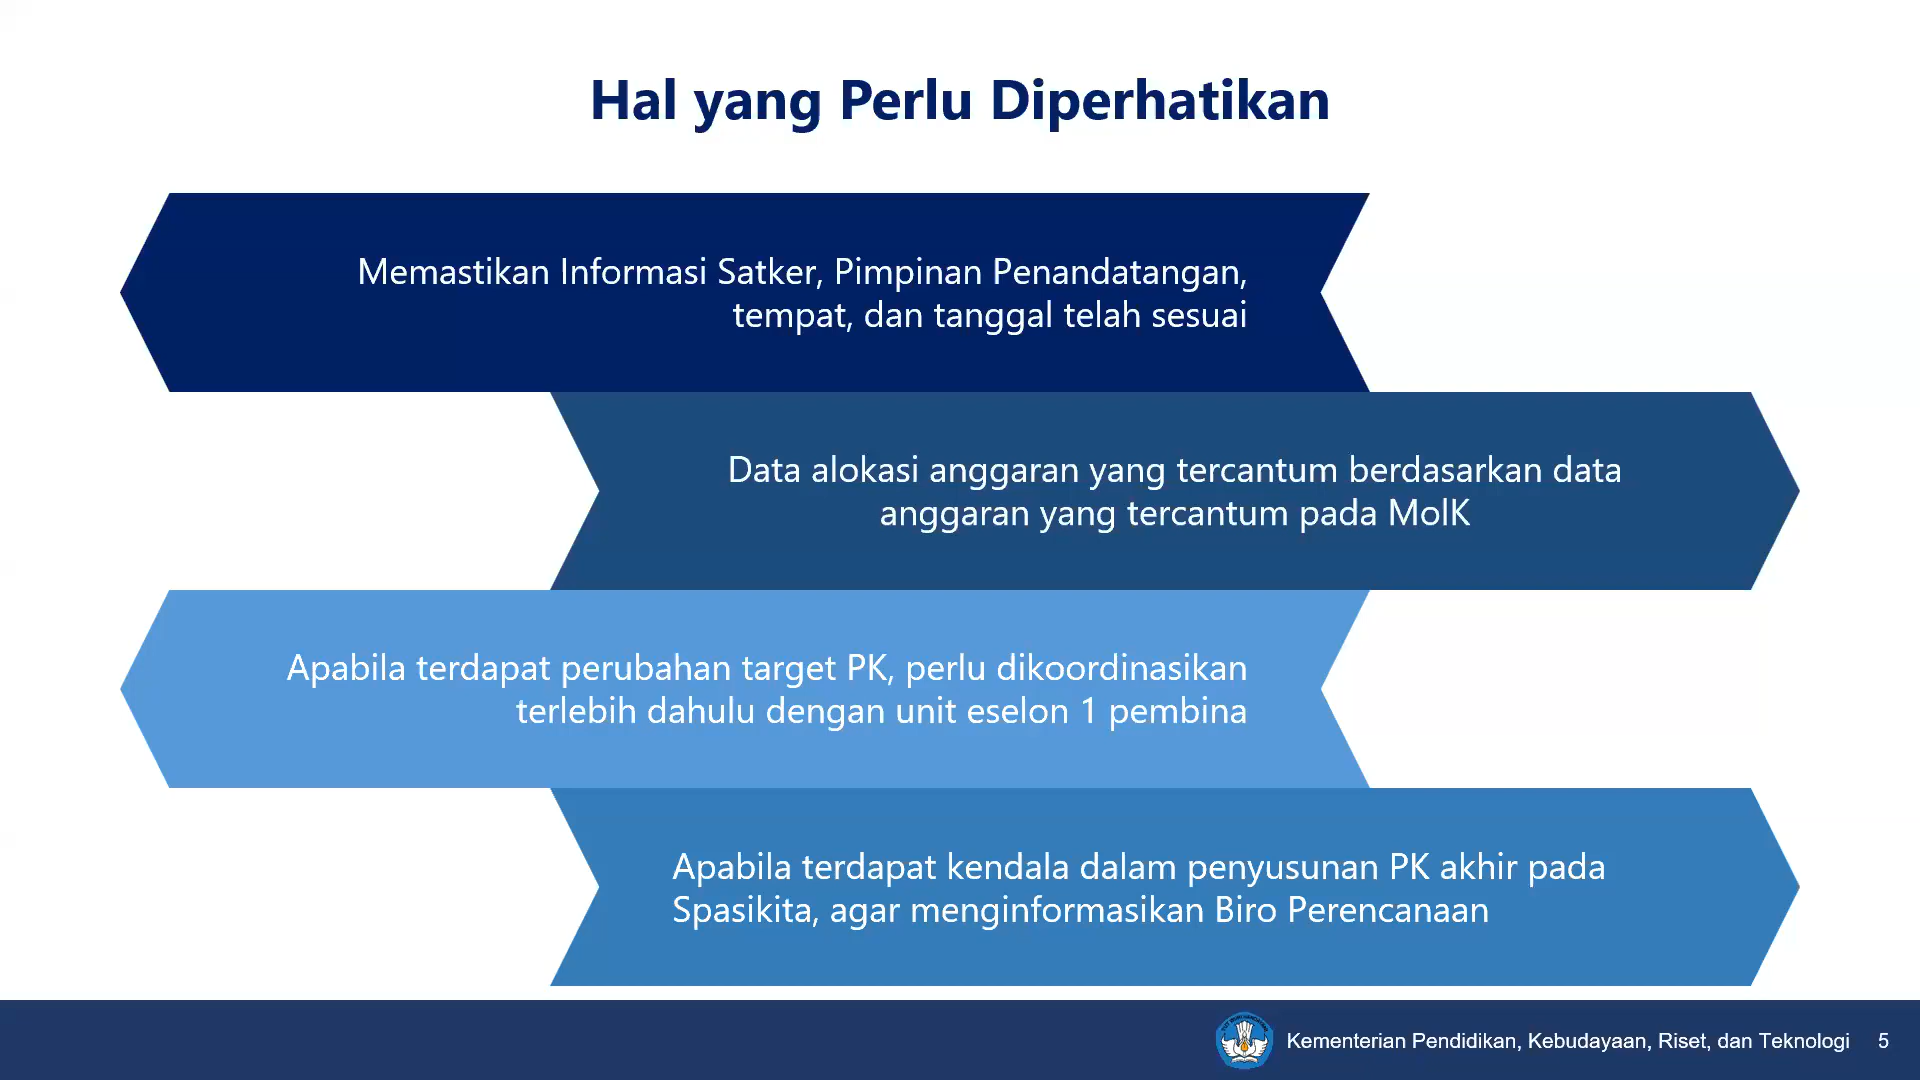 Hal yang Perlu Diperhatikan
Memastikan Informasi Satker, Pimpinan Penandatangan,
tempat, dan tanggal telah sesuai
Data alokasi anggaran yang tercantum berdasarkan data
anggaran yang tercantum pada MolK
Apabila terdapat perubahan target PK, perlu dikoordinasikan
terlebih dahulu dengan unit eselon 1 pembina
Apabila terdapat kendala dalam penyusunan PK akhir pada
Spasikita, agar menginformasikan Biro Perencanaan
Kementerian Pendidikan, Kebudayaan, Riset, dan Teknologi 5